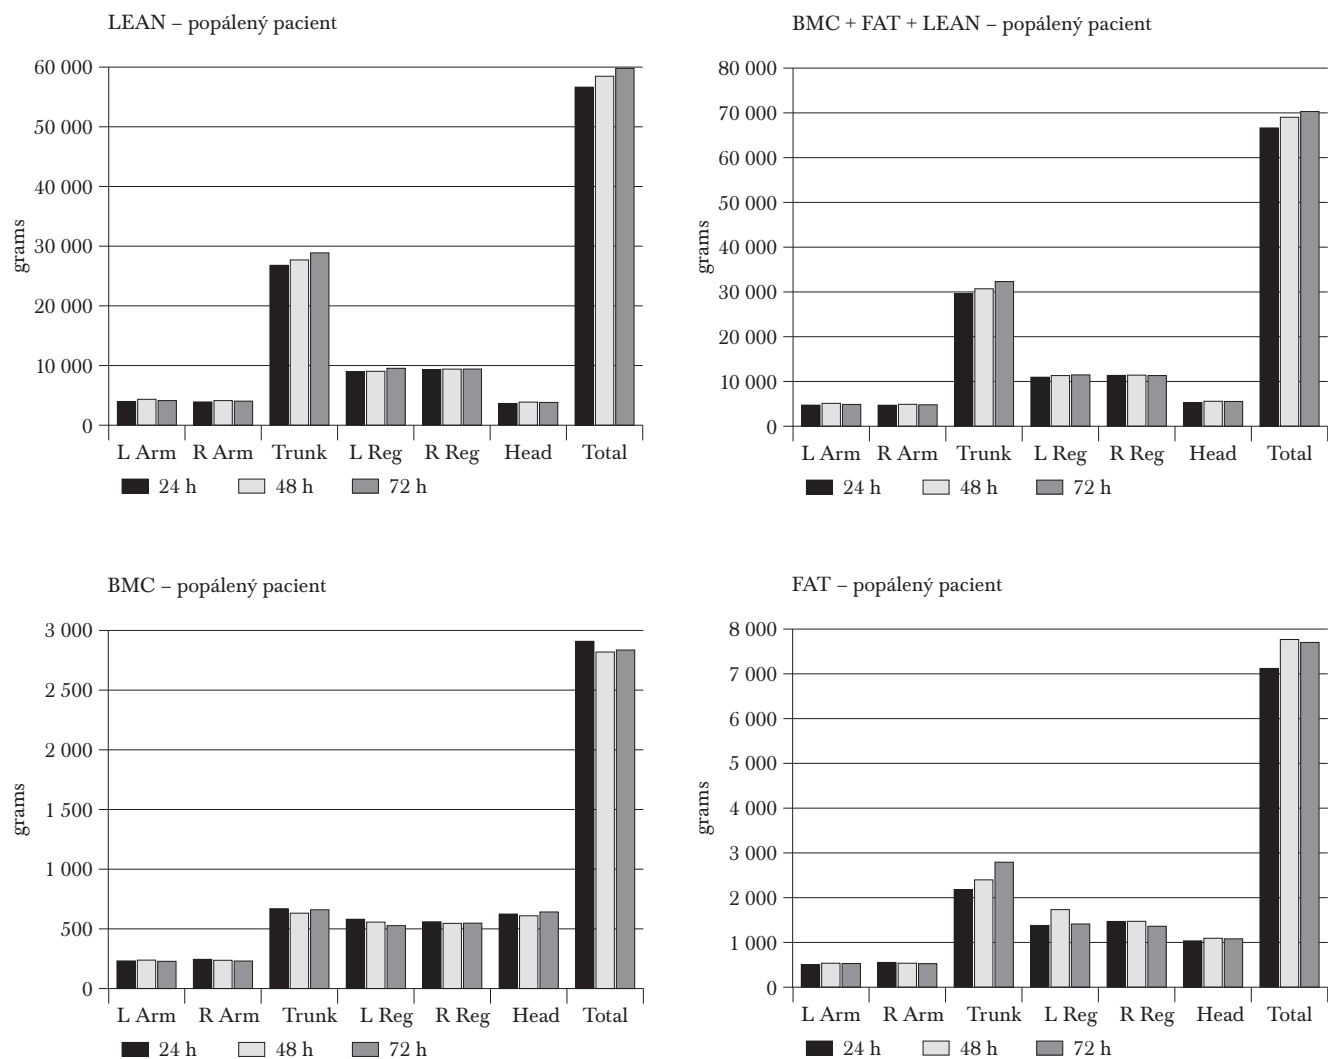 LEAN – popálený pacient
60 000
50 000
40 000
30 000
20 000
10 000
0
grams
L Arm R Arm Trunk L Reg R Reg Head Total
24 h 48 h 72 h
BMC + FAT + LEAN – popálený pacient
80 000
70 000
60 000
50 000
40 000
30 000
20 000
10 000
0
grams
L Arm R Arm Trunk L Reg R Reg Head Total
24 h 48 h 72 h
BMC – popálený pacient
3 000
2 500
2 000
1 500
1 000
500
0
grams
L Arm R Arm Trunk L Reg R Reg Head Total
24 h 48 h 72 h
FAT – popálený pacient
8 000
7 000
6 000
5 000
4 000
3 000
2 000
1 000
0
grams
L Arm R Arm Trunk L Reg R Reg Head Total
24 h 48 h 72 h